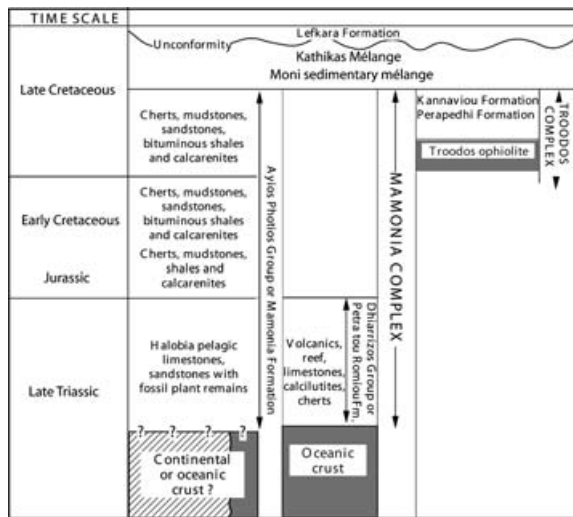 TIME SCALE
Lefkara Formation
Unconformity
Kathikas Mélange
Moni sedimentary mélange
Late Cretaceous
Cherts, mudstones,
sandstones,
bituminous shales
and calcarenites
Kannaviou Formation
Perapedhi Formation
Troodos ophiolite
TROODOS
COMPLEX
Early Cretaceous
Cherts, mudstones,
sandstones,
bituminous shales
and calcarenites
Jurassic
Cherts, mudstones,
shales and
calcarenites
Ayios Photios Group or Mamonia Formation
MAMONIA COMPLEX
Late Triassic
Halobia pelagic
limestones,
sandstones with
fossil plant remains
Volcanics,
reef,
limestones,
calcilutites,
cherts
Dhiarrizos Group or
Petra tou Romiou Fm.
? ? ? ?
Continental
or oceanic
crust ?
Oceanic
crust